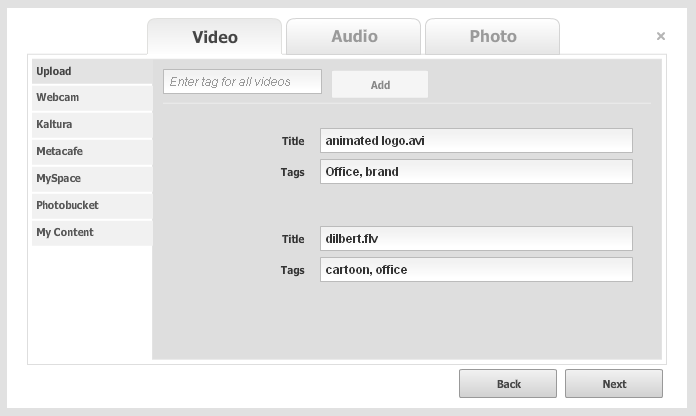 Video Audio Photo ×
Upload
Webcam
Kaltura
Metacafe
MySpace
Photobucket
My Content
Enter tag for all videos Add
Title animated logo.avi
Tags Office, brand
Title dilbert.flv
Tags cartoon, office
Back Next